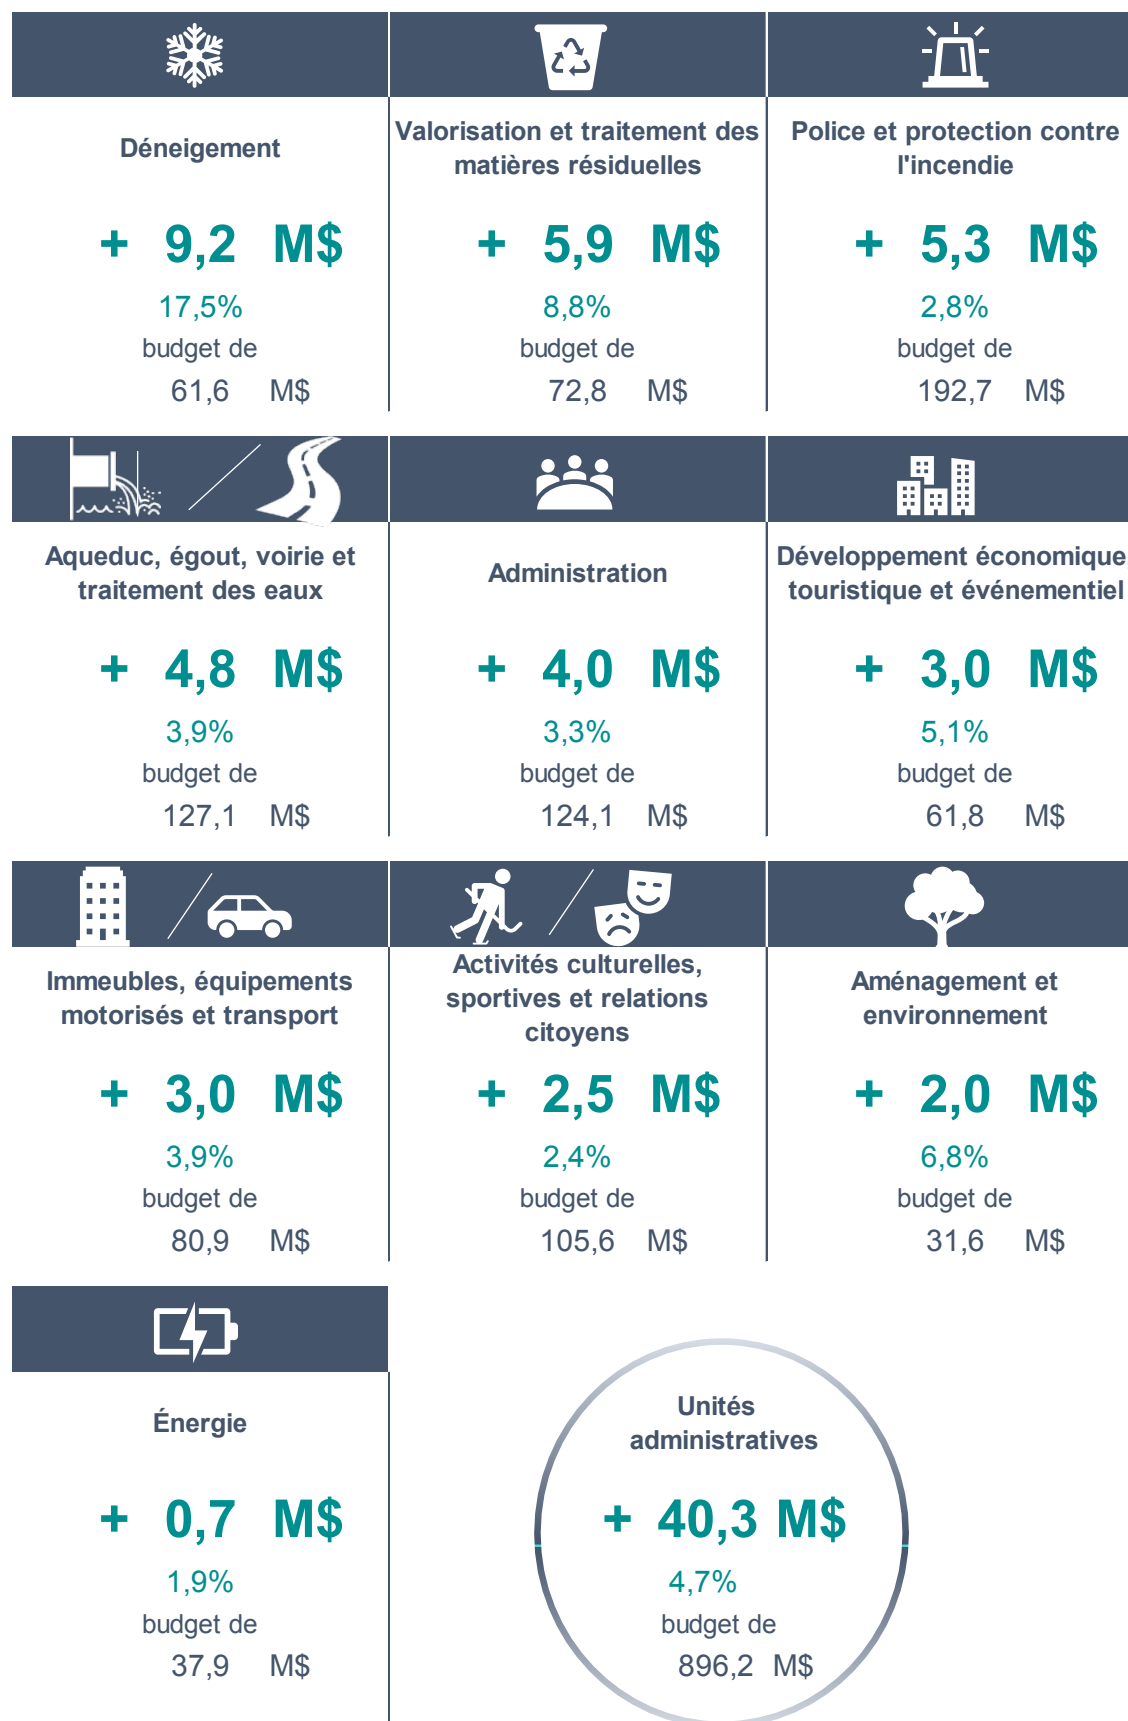 Déneigement
+ 9,2 M$
17,5%
budget de
61,6 M$
Valorisation et traitement des
matières résiduelles
+ 5,9 M$
8,8%
budget de
72,8 M$
Police et protection contre
l'incendie
+ 5,3 M$
2,8%
budget de
192,7 M$
Aqueduc, égout, voirie et
traitement des eaux
+ 4,8 M$
3,9%
budget de
127,1 M$
Administration
+ 4,0 M$
3,3%
budget de
124,1 M$
Développement économique
touristique et événementiel
+ 3,0 M$
5,1%
budget de
61,8 M$
Immeubles, équipements
motorisés et transport
+ 3,0 M$
3,9%
budget de
80,9 M$
Activités culturelles,
sportives et relations
citoyens
+ 2,5 M$
2,4%
budget de
105,6 M$
Aménagement et
environnement
+ 2,0 M$
6,8%
budget de
31,6 M$
Énergie
+ 0,7 M$
1,9%
budget de
37,9 M$
Unités
administratives
+ 40,3 M$
4,7%
budget de
896,2 M$